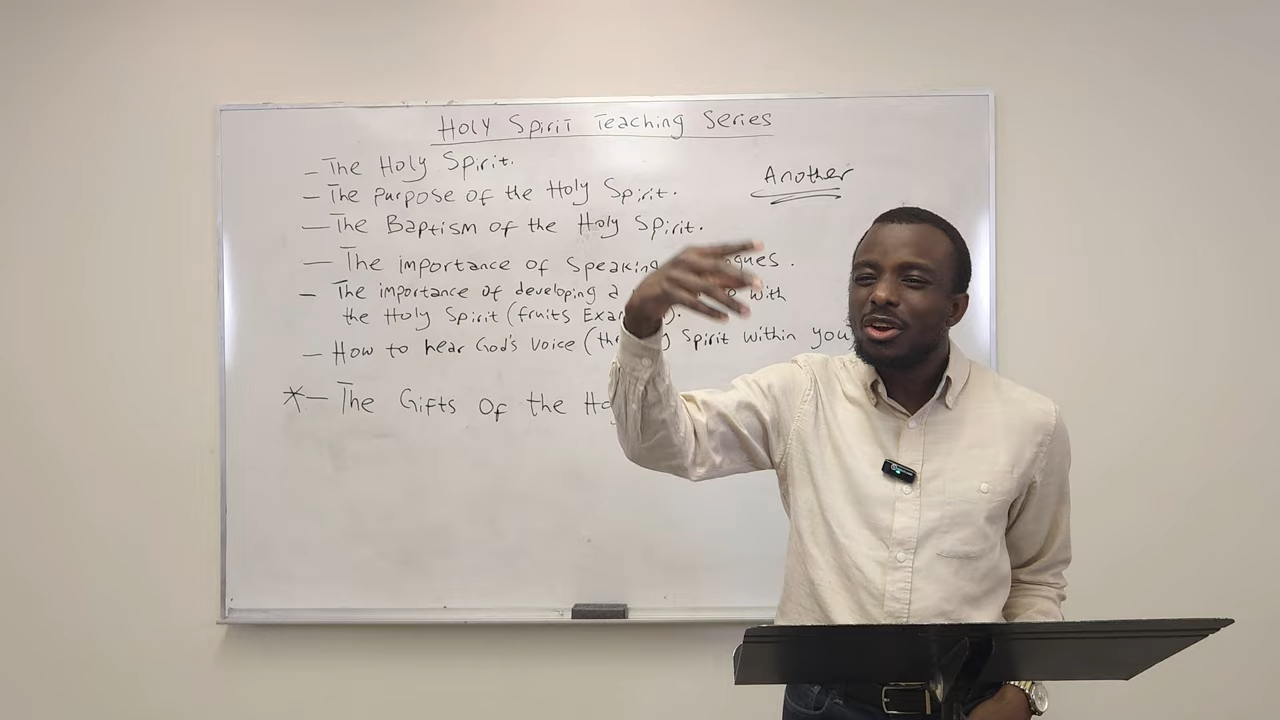 Holy Spirit Teaching Series
– The Holy Spirit.
Another
– The purpose of the Holy Spirit.
– The Baptism of the Holy Spirit.
– The importance of Speaking
– The importance of developing a with
the Holy Spirit (fruits
– How to hear God's voice ( Spirit within you
*– The Gifts of the